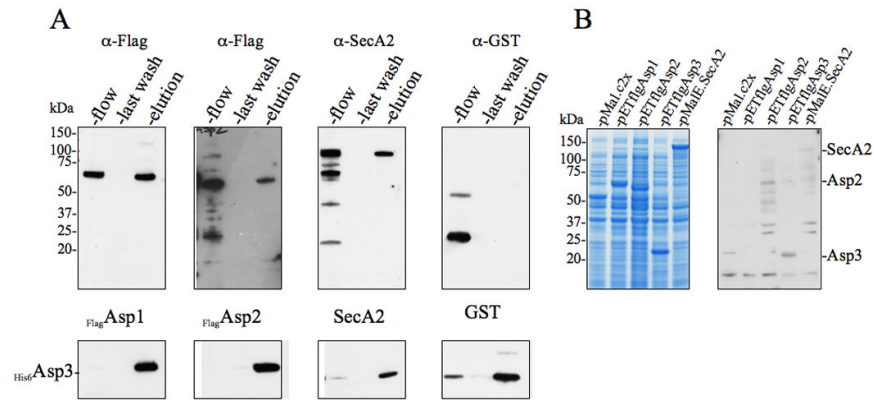 A
B
α-Flag α-Flag α-SecA2 α-GST
-flow -last wash -elution -flow -last wash -elution -flow -last wash -elution -flow -last wash -elution
-pMal.c2x -pETflgAsp1 -pETflgAsp2 -pETflgAsp3 -pMalE.SecA2 -pMal.c2x -pETflgAsp1 -pETflgAsp2 -pETflgAsp3 -pMalE.SecA2
kDa
150-
100-
75-
50-
37-
25-
20-
Asp2
kDa
150-
100-
75-
50-
37-
25-
20-
-SecA2
-Asp2
-Asp3
FlagAsp1 FlagAsp2 SecA2 GST
His6Asp3-